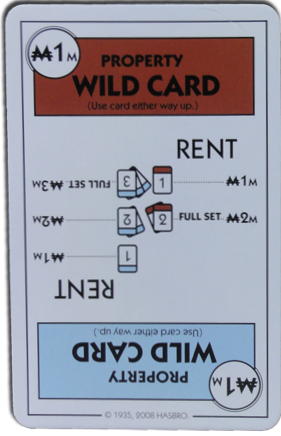 ₩1M
PROPERTY
WILD CARD
(Use card either way up.)
RENT
1 ₩1M
2 FULL SET ₩2M
RENT
1 ₩1M
2 ₩2M
3 FULL SET ₩3M
₩1M
PROPERTY
WILD CARD
(Use card either way up.)
© 1935, 2008 HASBRO.